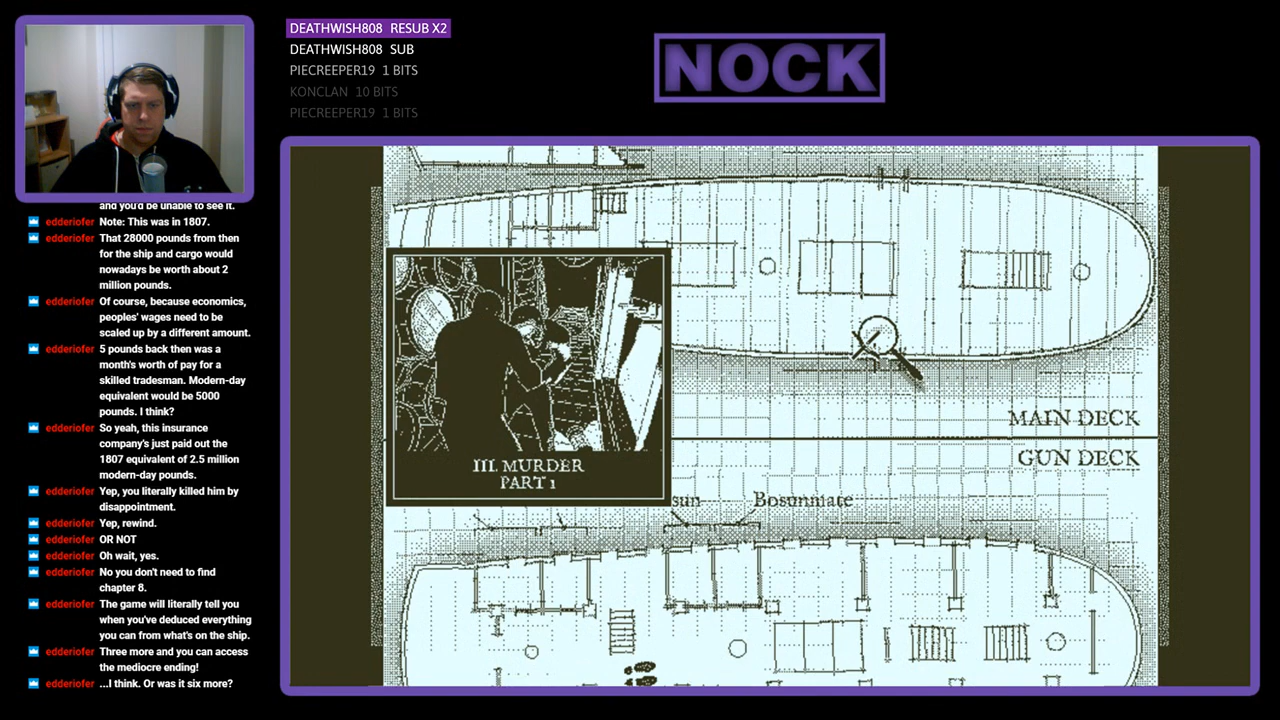 DEATHWISH808 RESUB X2
DEATHWISH808 SUB
PIECREEPER19 1 BITS
KONCLAN 10 BITS
PIECREEPER19 1 BITS
NOCK
and you'd be unable to see it.
edderiofer Note: This was in 1807.
edderiofer That 28000 pounds from then
for the ship and cargo would
nowadays be worth about 2
million pounds.
edderiofer Of course, because economics,
peoples' wages need to be
scaled up by a different amount.
edderiofer 5 pounds back then was a
month's worth of pay for a
skilled tradesman. Modern-day
equivalent would be 5000
pounds. I think?
edderiofer So yeah, this insurance
company's just paid out the
1807 equivalent of 2.5 million
modern-day pounds.
edderiofer Yep, you literally killed him by
disappointment.
edderiofer Yep, rewind.
edderiofer OR NOT
edderiofer Oh wait, yes.
edderiofer No you don't need to find
chapter 8.
edderiofer The game will literally tell you
when you've deduced everything
you can from what's on the ship.
edderiofer Three more and you can access
the mediocre ending!
edderiofer ...I think. Or was it six more?
III. MURDER
PART 1
MAIN DECK
GUN DECK
sun
Bosunmate